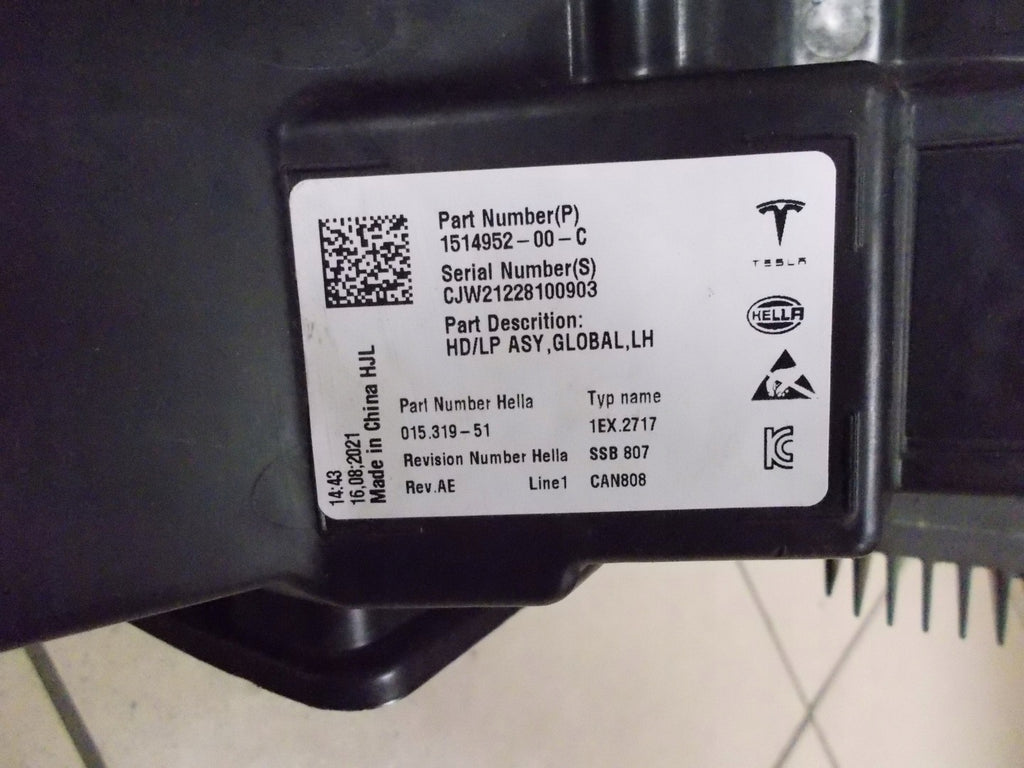 Part Number(P)
1514952-00-C
Serial Number(S)
CJW21228100903
Part Descrition:
HD/LP ASY,GLOBAL,LH
Part Number Hella
015.319-51
Revision Number Hella
Rev.AE Line1
Typ name
1EX.2717
SSB 807
CAN808
14:43
16,08;2021
Made in China HJL
TESLA
HELLA